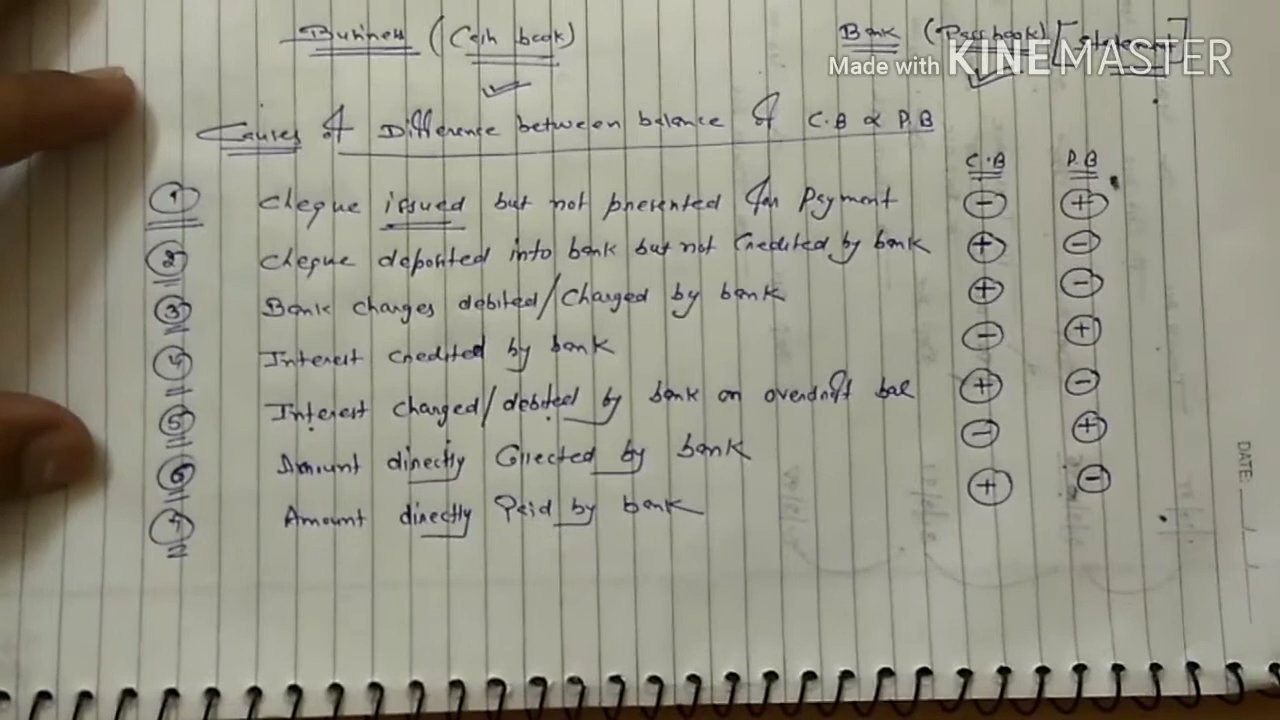 Business (Cash book) Bank (Passbook) [Statement]
Made with KINEMASTER
Causes of Difference between balance of C.B & P.B
C.B P.B
1 Cheque issued but not presented for Payment - +
2 Cheque deposited into bank but not Credited by bank + -
3 Bank charges debited/charged by bank + -
4 Interest credited by bank - +
5 Interest charged/debited by bank on overdraft bal + -
6 Amount directly Collected by bank - +
7 Amount directly Paid by bank + -
DATE: